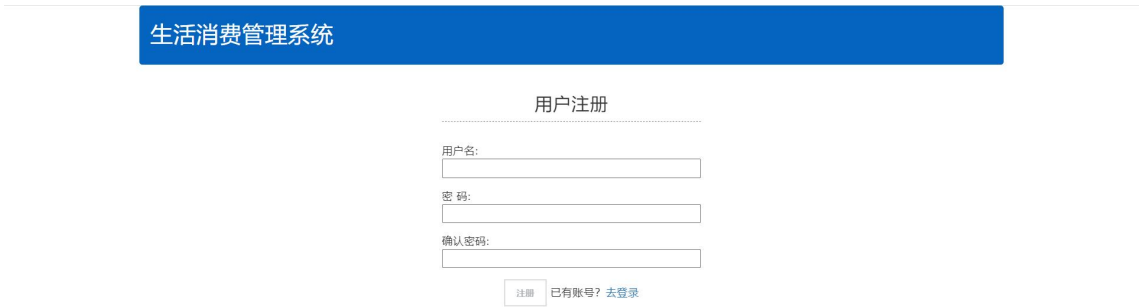 生活消费管理系统
用户注册
用户名:
密 码:
确认密码:
注册 已有账号? 去登录